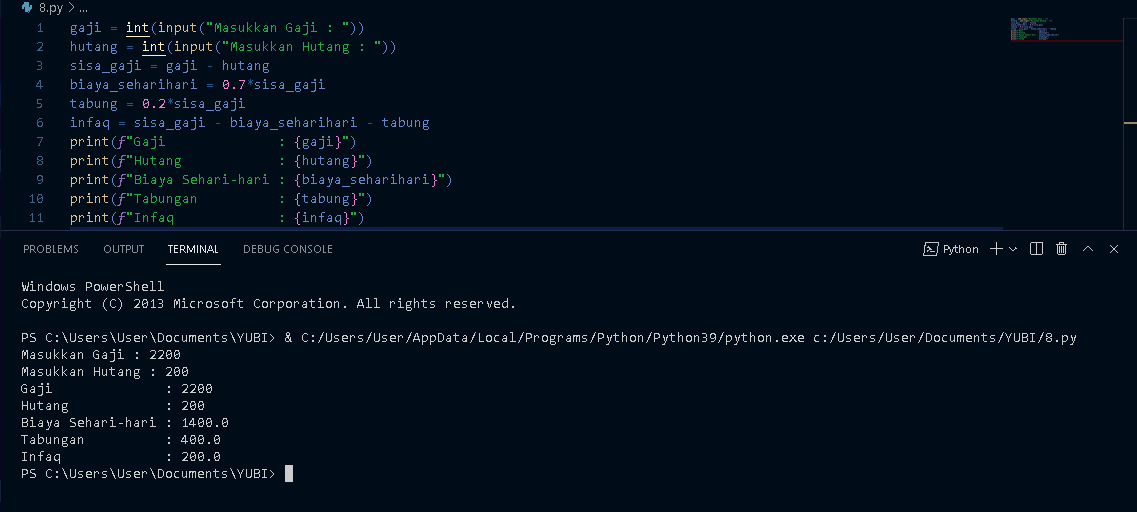 8.py > ...
1 gaji = int(input("Masukkan Gaji : "))
2 hutang = int(input("Masukkan Hutang : "))
3 sisa_gaji = gaji - hutang
4 biaya_seharihari = 0.7*sisa_gaji
5 tabung = 0.2*sisa_gaji
6 infaq = sisa_gaji - biaya_seharihari - tabung
7 print(f"Gaji              : {gaji}")
8 print(f"Hutang            : {hutang}")
9 print(f"Biaya Sehari-hari : {biaya_seharihari}")
10 print(f"Tabungan          : {tabung}")
11 print(f"Infaq             : {infaq}")
PROBLEMS OUTPUT TERMINAL DEBUG CONSOLE Python
Windows PowerShell
Copyright (C) 2013 Microsoft Corporation. All rights reserved.
PS C:\Users\User\Documents\YUBI> & C:/Users/User/AppData/Local/Programs/Python/Python39/python.exe c:/Users/User/Documents/YUBI/8.py
Masukkan Gaji : 2200
Masukkan Hutang : 200
Gaji              : 2200
Hutang            : 200
Biaya Sehari-hari : 1400.0
Tabungan          : 400.0
Infaq             : 200.0
PS C:\Users\User\Documents\YUBI>